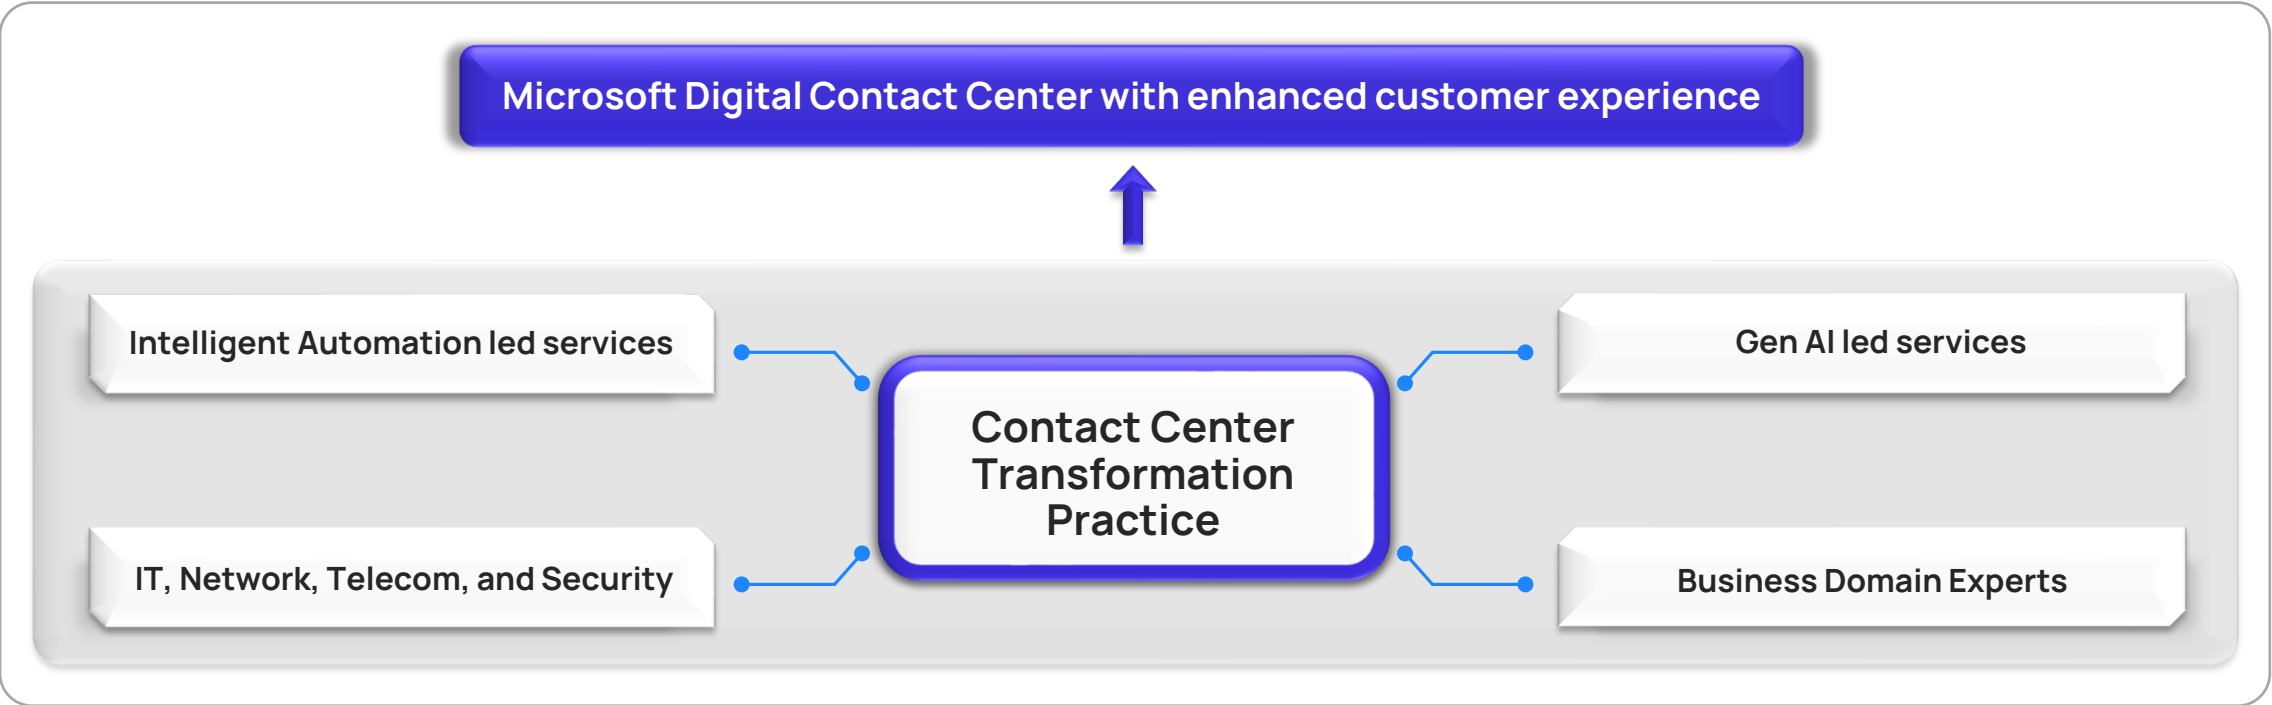 Microsoft Digital Contact Center with enhanced customer experience
Intelligent Automation led services
Gen AI led services
Contact Center
Transformation
Practice
IT, Network, Telecom, and Security
Business Domain Experts